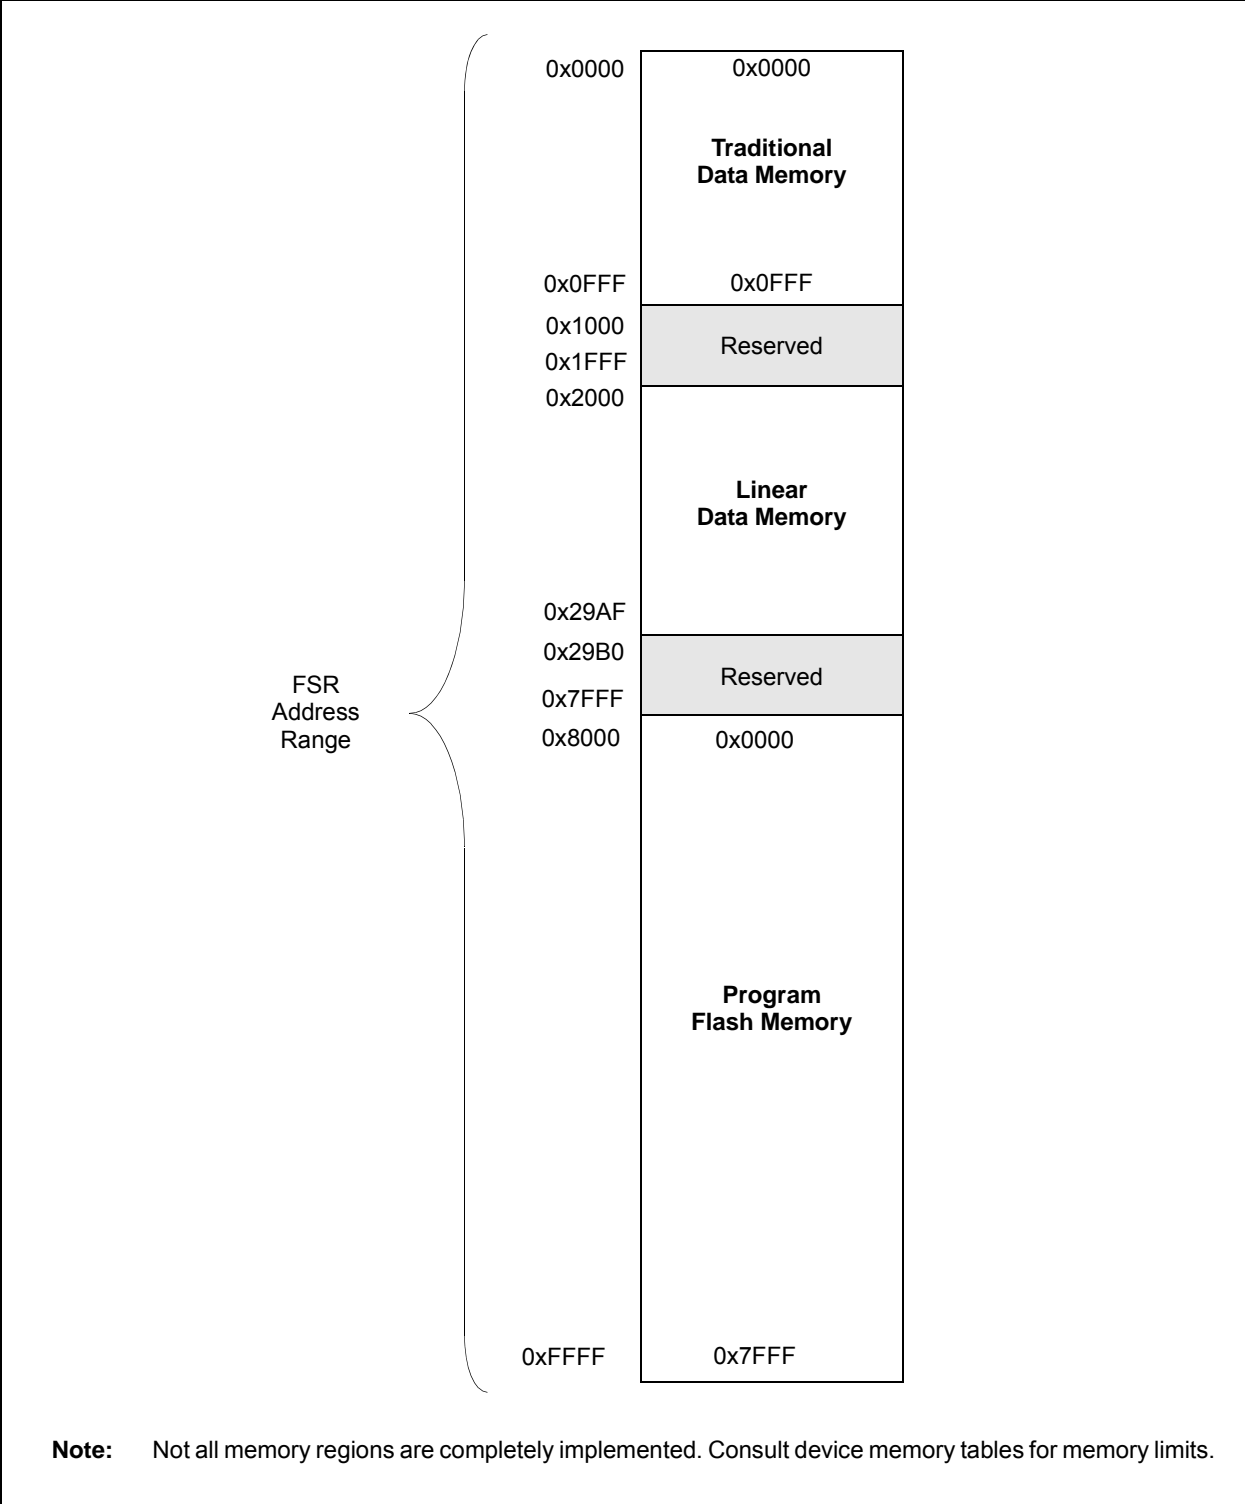 0x0000 0x0000
Traditional
Data Memory
0x0FFF 0x0FFF
0x1000
Reserved
0x1FFF
0x2000
Linear
Data Memory
0x29AF
0x29B0
Reserved
0x7FFF
FSR
Address
Range
0x8000 0x0000
Program
Flash Memory
0xFFFF 0x7FFF
Note: Not all memory regions are completely implemented. Consult device memory tables for memory limits.